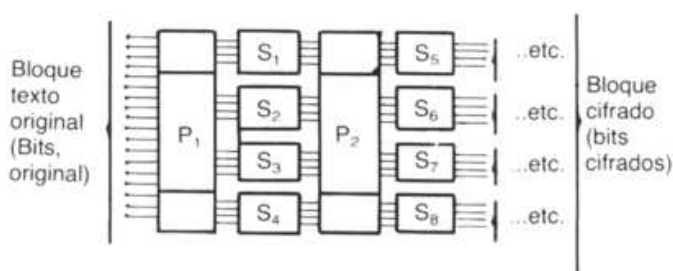 Bloque
texto
original
(Bits,
original)
P₁
S₁
S₂
S₃
S₄
P₂
S₅
S₆
S₇
S₈
..etc.
...etc.
...etc.
...etc.
Bloque
cifrado
(bits
cifrados)